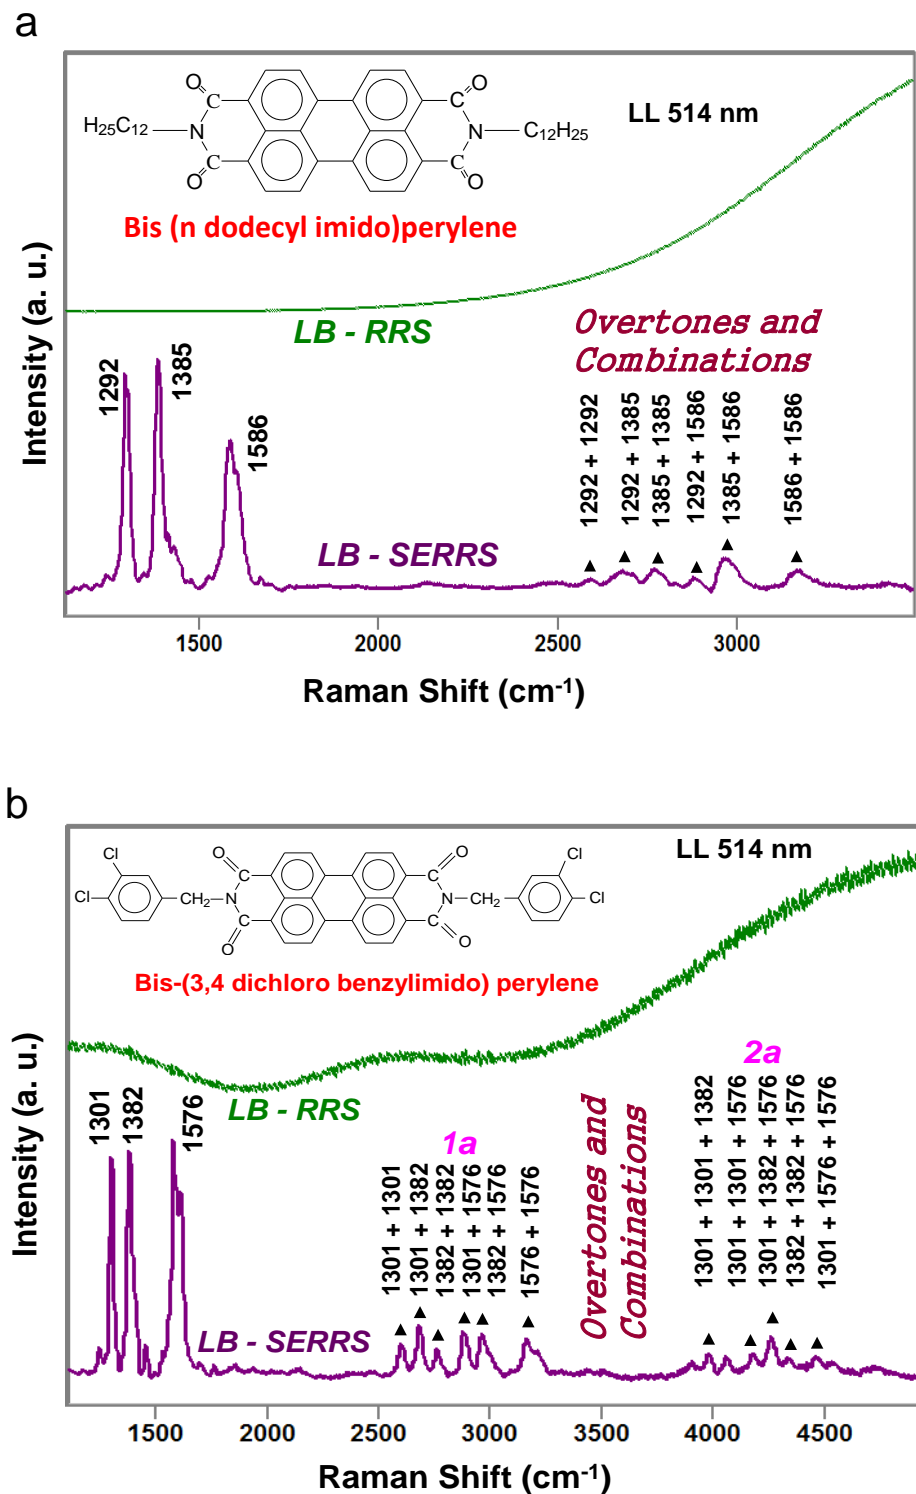 a
LL 514 nm
O
O
C
C
H25C12
N
N
C12H25
C
C
O
O
Bis (n dodecyl imido)perylene
LB - RRS
Overtones and
Combinations
1292
1385
1586
1292 + 1292
1292 + 1385
1385 + 1385
1292 + 1586
1385 + 1586
1586 + 1586
LB - SERRS
Intensity (a. u.)
1500
2000
2500
3000
Raman Shift (cm-1)
b
LL 514 nm
Cl
Cl
O
O
C
C
CH2
N
N
CH2
C
C
O
O
Cl
Cl
Bis-(3,4 dichloro benzylimido) perylene
LB - RRS
1301
1382
1576
1a
1301 + 1301
1301 + 1382
1382 + 1382
1301 + 1576
1382 + 1576
1576 + 1576
Overtones and
Combinations
2a
1301 + 1301 + 1382
1301 + 1301 + 1576
1301 + 1382 + 1576
1382 + 1382 + 1576
1301 + 1576 + 1576
LB - SERRS
Intensity (a. u.)
1500
2000
2500
3000
3500
4000
4500
Raman Shift (cm-1)